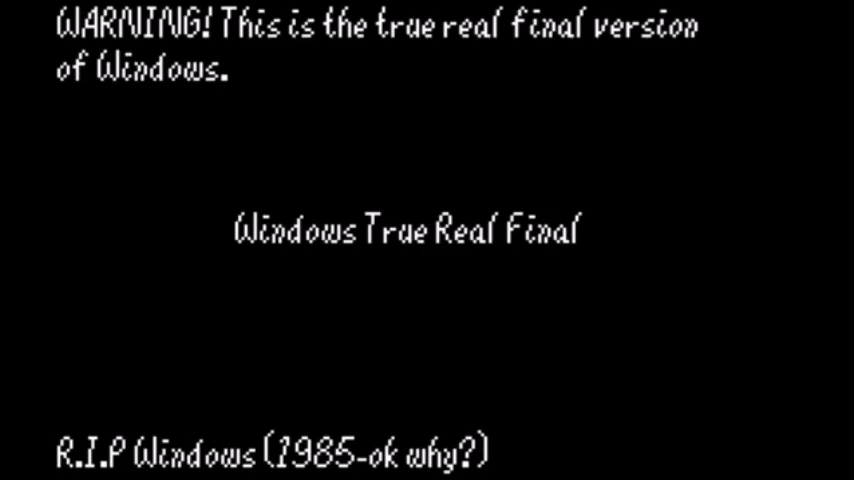 WARNING! This is the true real final version
of Windows.
Windows True Real Final
R.I.P Windows (1985-ok why?)